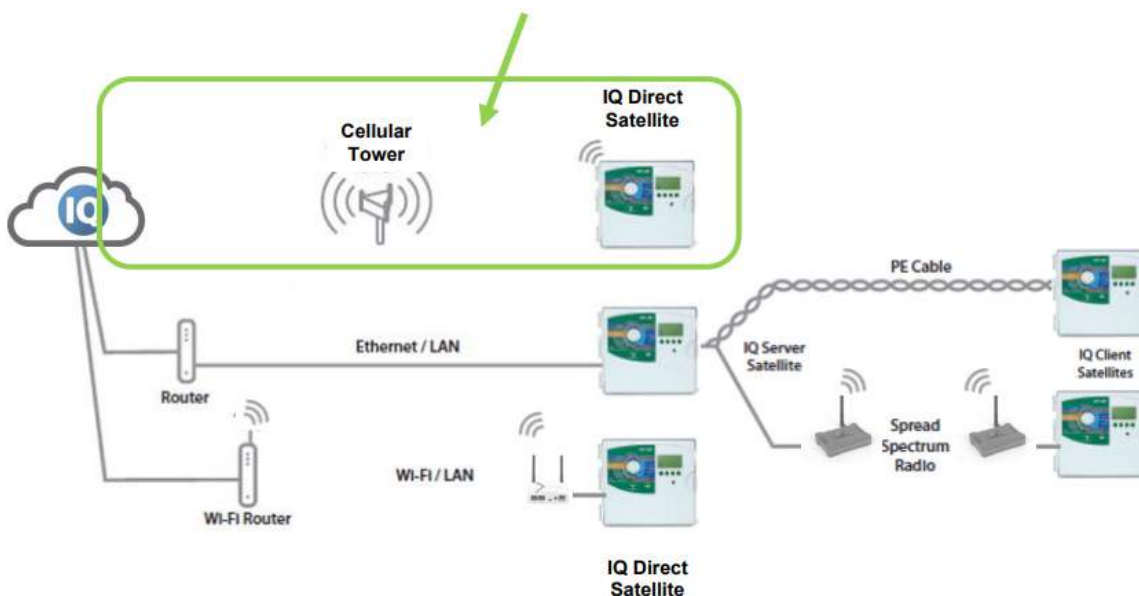 IQ Direct
Satellite
Cellular
Tower
IQ
PE Cable
Ethernet / LAN
IQ Server
Satellite
IQ Client
Satellites
Router
Spread
Spectrum
Radio
Wi-Fi / LAN
Wi-Fi Router
IQ Direct
Satellite